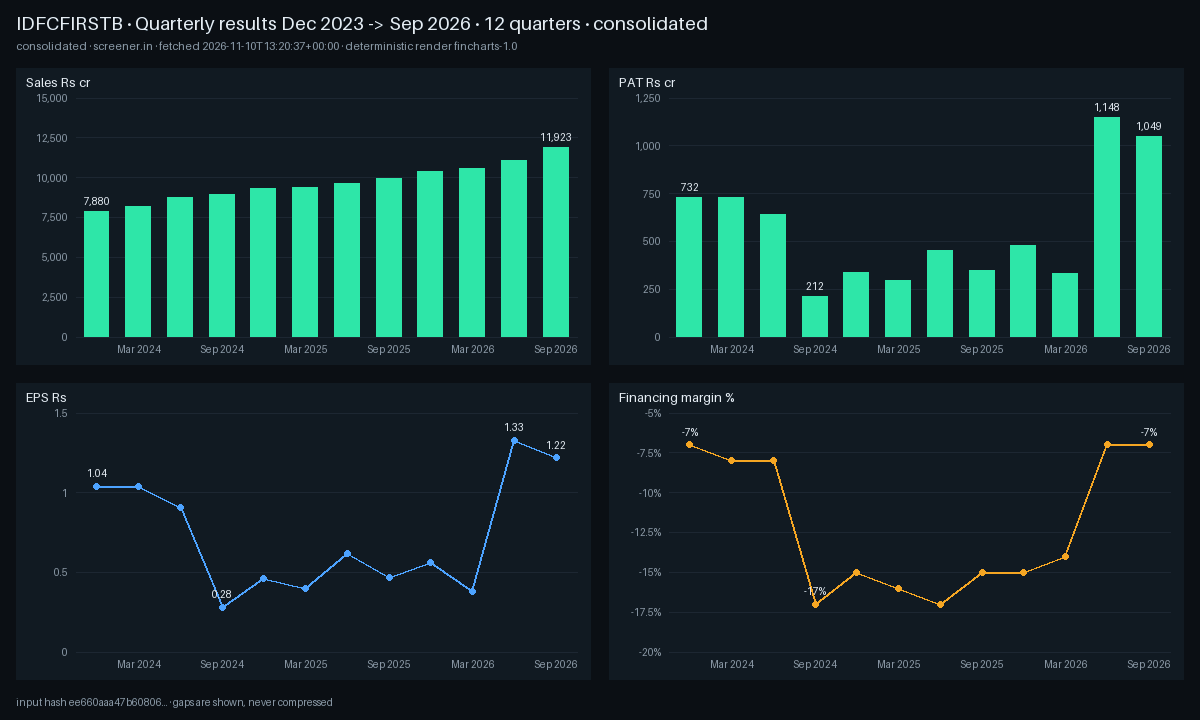 IDFCFIRSTB · Quarterly results Dec 2023 -> Sep 2026 · 12 quarters · consolidated
consolidated · screener.in · fetched 2026-11-10T13:20:37+00:00 · deterministic render fincharts-1.0
Sales Rs cr
15,000
12,500
10,000
7,500
5,000
2,500
0
7,880
11,923
Mar 2024
Sep 2024
Mar 2025
Sep 2025
Mar 2026
Sep 2026
PAT Rs cr
1,250
1,000
750
500
250
0
732
212
1,148
1,049
Mar 2024
Sep 2024
Mar 2025
Sep 2025
Mar 2026
Sep 2026
EPS Rs
1.5
1
0.5
0
1.04
0.28
1.33
1.22
Mar 2024
Sep 2024
Mar 2025
Sep 2025
Mar 2026
Sep 2026
Financing margin %
-5%
-7.5%
-10%
-12.5%
-15%
-17.5%
-20%
-7%
-17%
-7%
Mar 2024
Sep 2024
Mar 2025
Sep 2025
Mar 2026
Sep 2026
input hash ee660aaa47b60806… · gaps are shown, never compressed